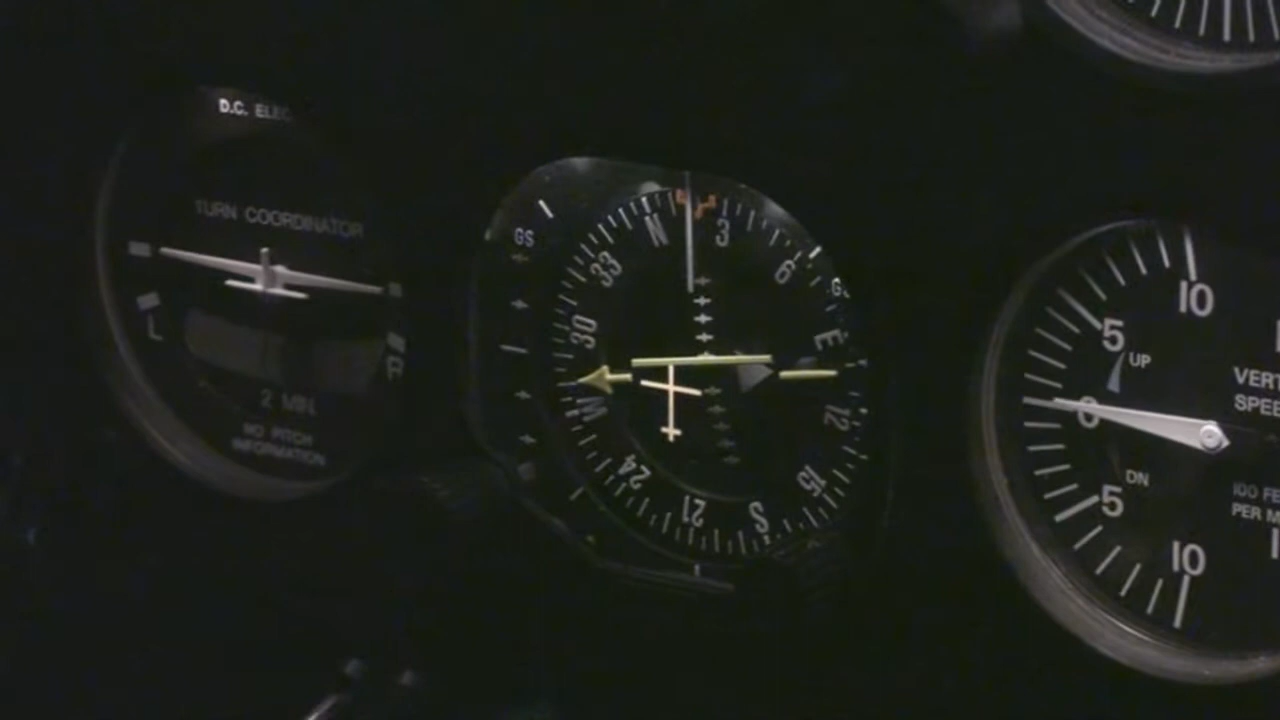 D.C. ELEC
TURN COORDINATOR
L
R
2 MIN.
NO PITCH
INFORMATION
GS
GS
N
3
6
E
12
15
S
21
24
W
30
33
10
5
UP
0
DN
5
10
VERT
SPEE
100 FE
PER M